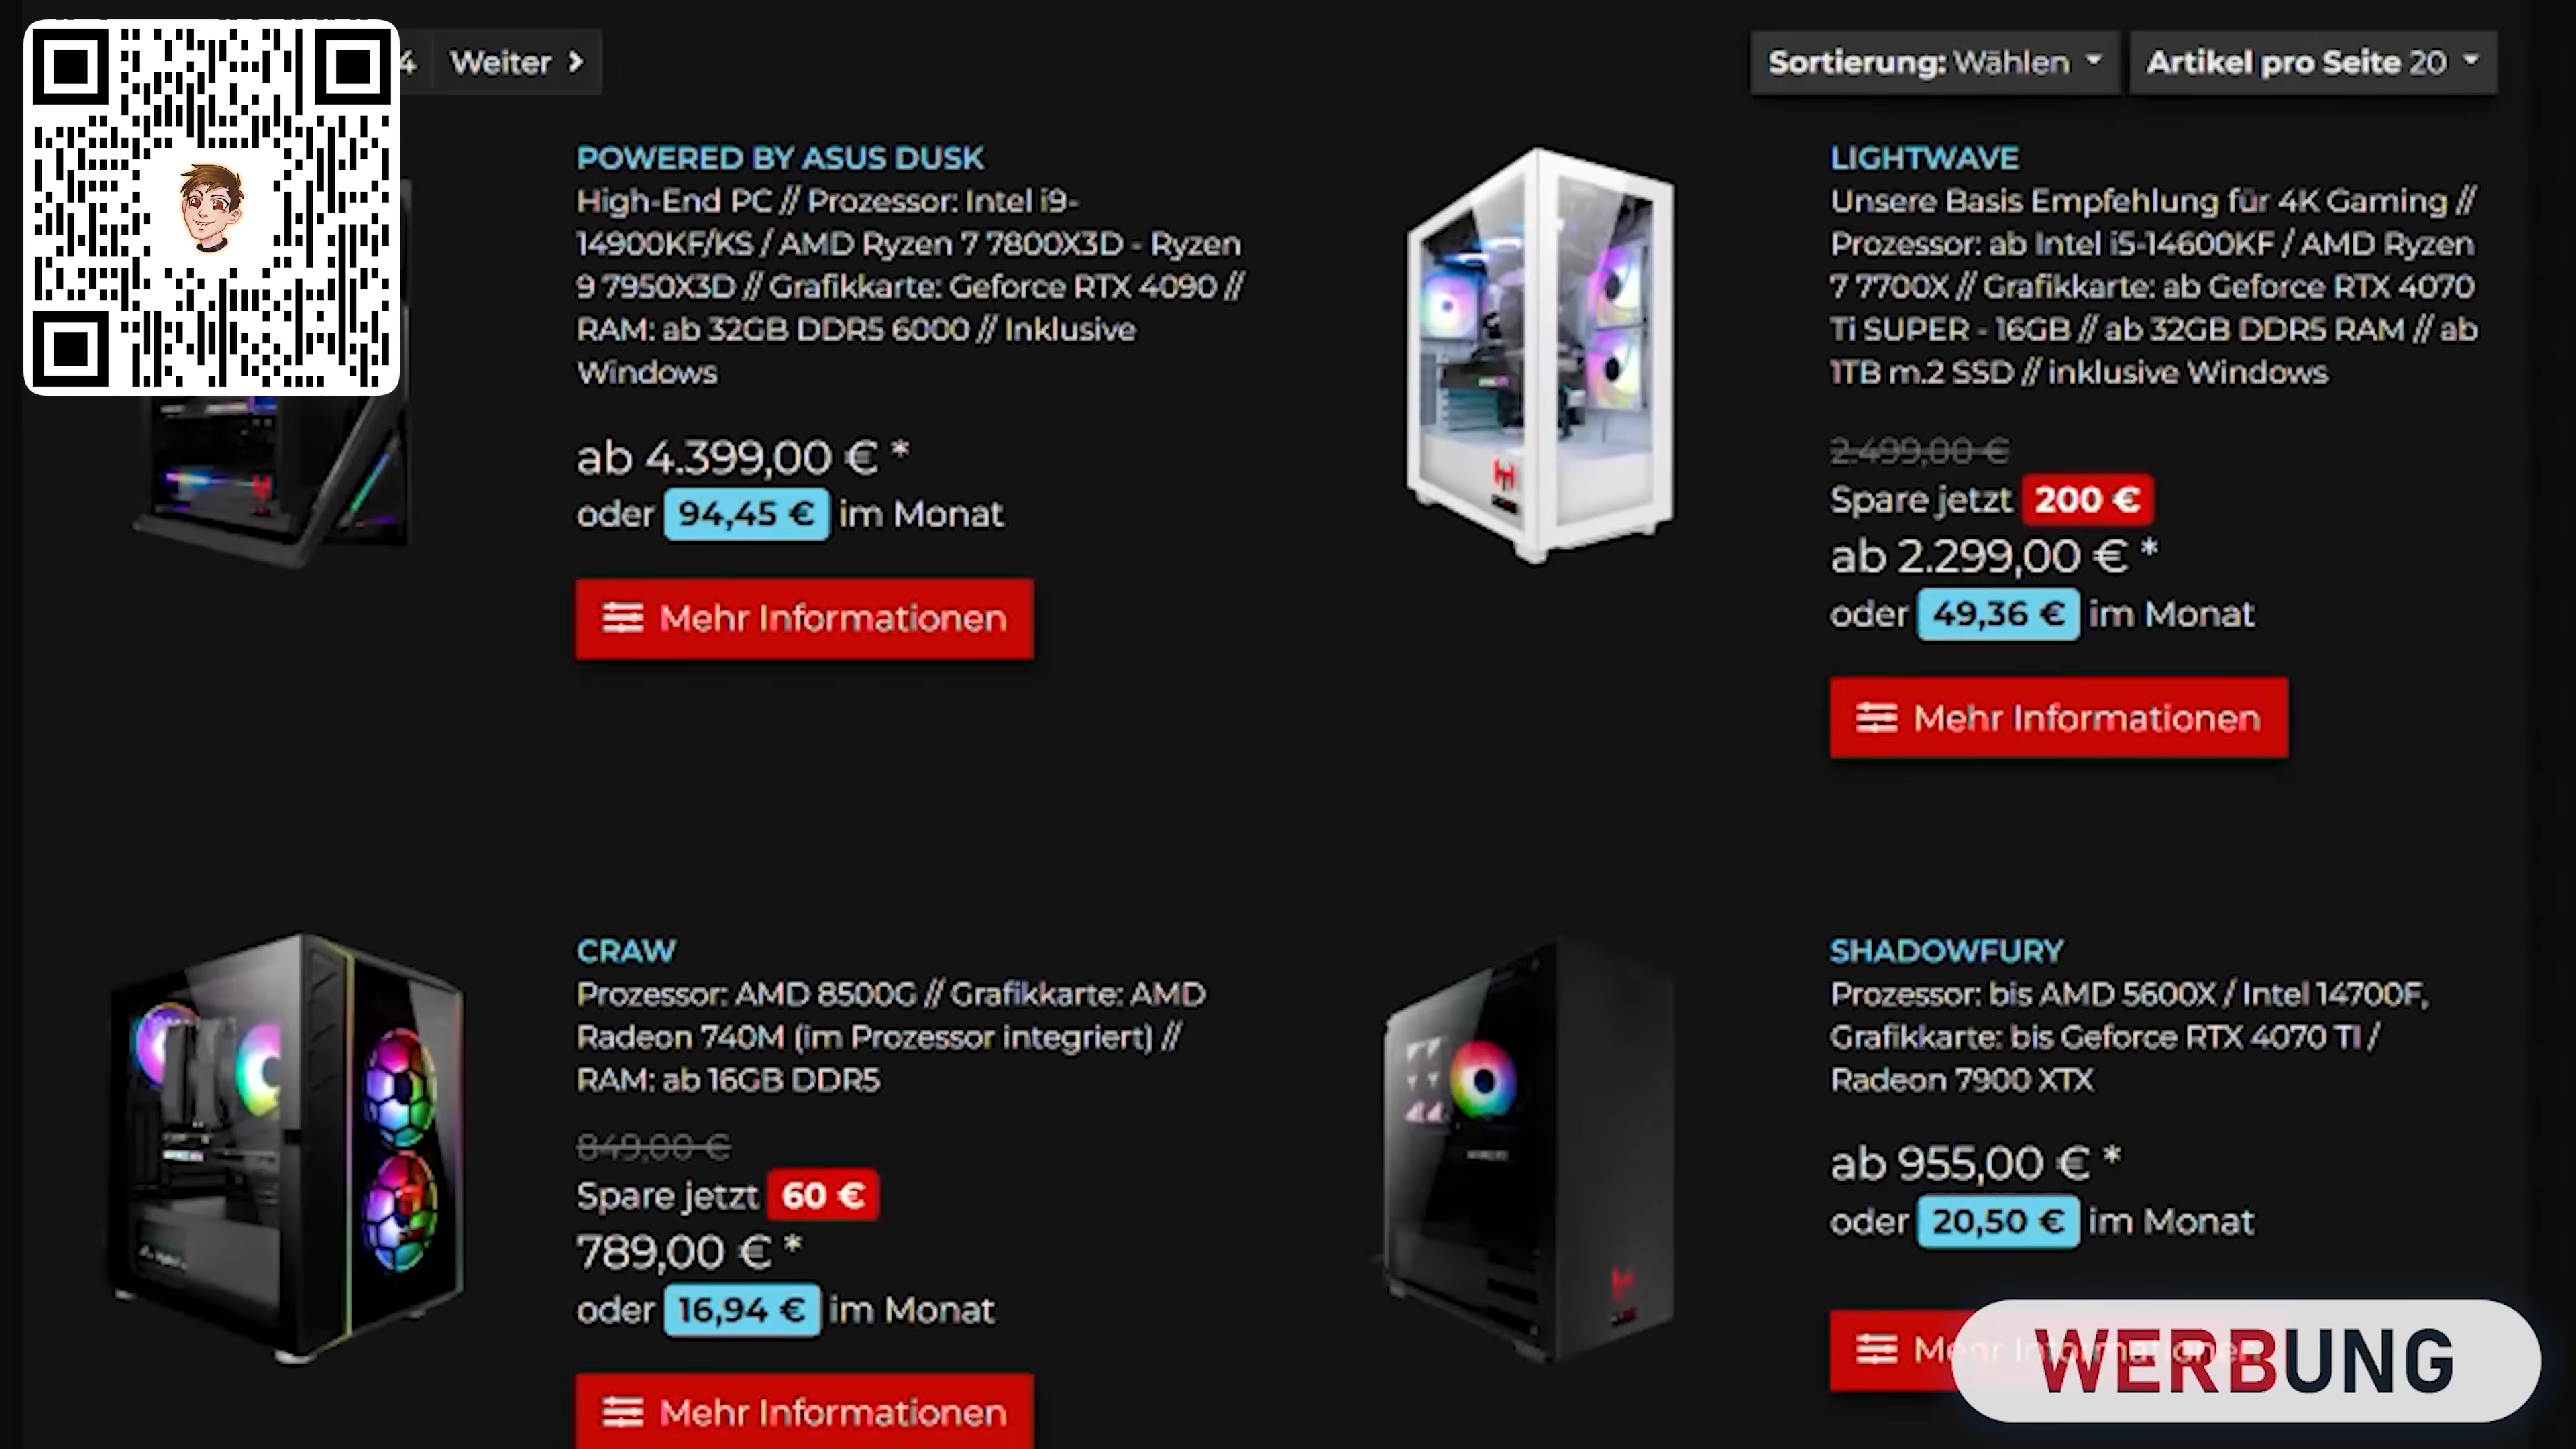 4 Weiter
Sortierung: Wählen
Artikel pro Seite 20
POWERED BY ASUS DUSK
High-End PC // Prozessor: Intel i9-
14900KF/KS / AMD Ryzen 7 7800X3D - Ryzen
9 7950X3D // Grafikkarte: Geforce RTX 4090 //
RAM: ab 32GB DDR5 6000 // Inklusive
Windows
ab 4.399,00 € *
oder 94,45 € im Monat
Mehr Informationen
LIGHTWAVE
Unsere Basis Empfehlung für 4K Gaming //
Prozessor: ab Intel i5-14600KF / AMD Ryzen
7 7700X // Grafikkarte: ab Geforce RTX 4070
Ti SUPER - 16GB // ab 32GB DDR5 RAM // ab
1TB m.2 SSD // inklusive Windows
2.499,00 €
Spare jetzt 200 €
ab 2.299,00 € *
oder 49,36 € im Monat
Mehr Informationen
CRAW
Prozessor: AMD 8500G // Grafikkarte: AMD
Radeon 740M (im Prozessor integriert) //
RAM: ab 16GB DDR5
849,00 €
Spare jetzt 60 €
789,00 € *
oder 16,94 € im Monat
Mehr Informationen
SHADOWFURY
Prozessor: bis AMD 5600X / Intel 14700F,
Grafikkarte: bis Geforce RTX 4070 TI /
Radeon 7900 XTX
ab 955,00 € *
oder 20,50 € im Monat
Mehr Informationen
WERBUNG